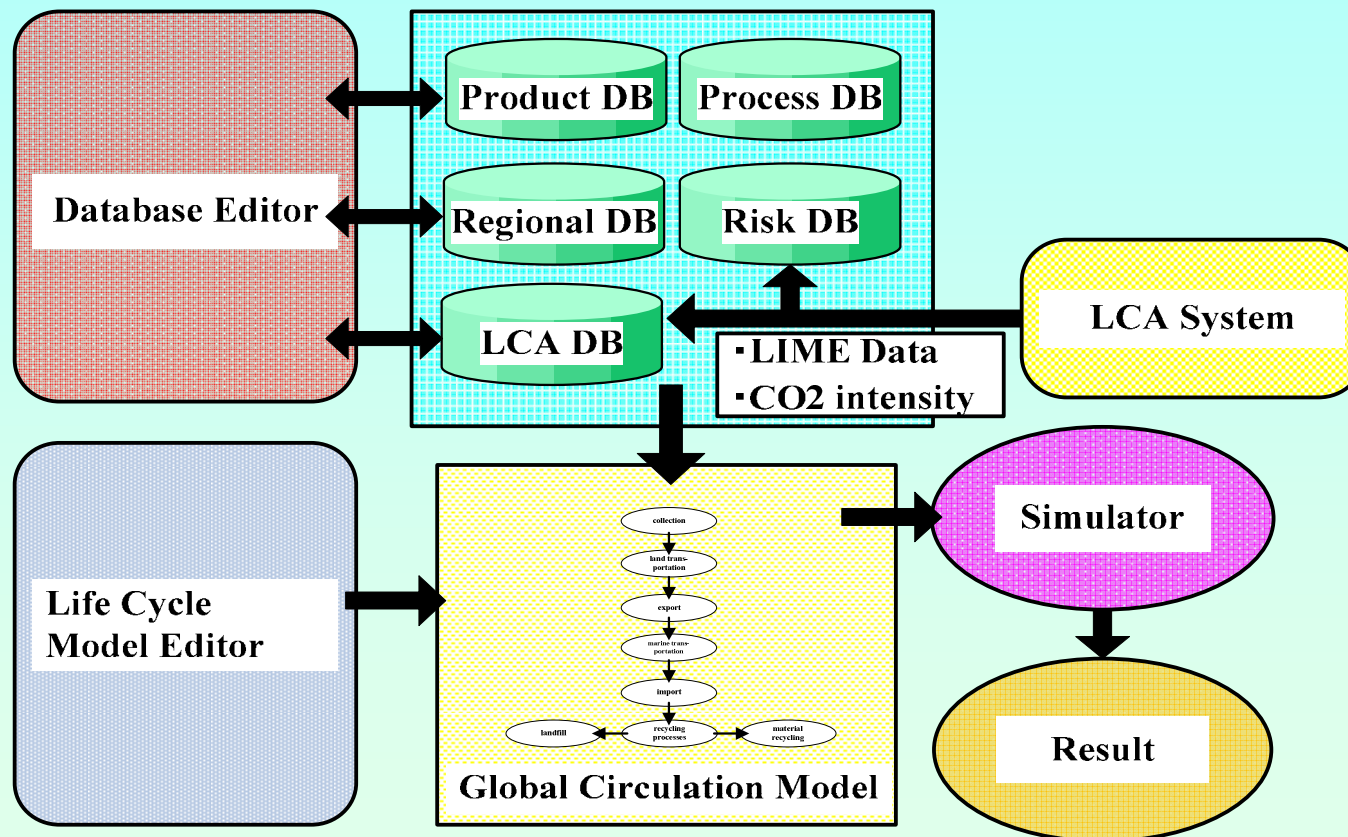 Product DB
Process DB
Database Editor
Regional DB
Risk DB
LCA DB
LCA System
・LIME Data
・CO2 intensity
Life Cycle
Model Editor
collection
land trans-
portation
export
marine trans-
portation
import
landfill
recycling
processes
material
recycling
Global Circulation Model
Simulator
Result